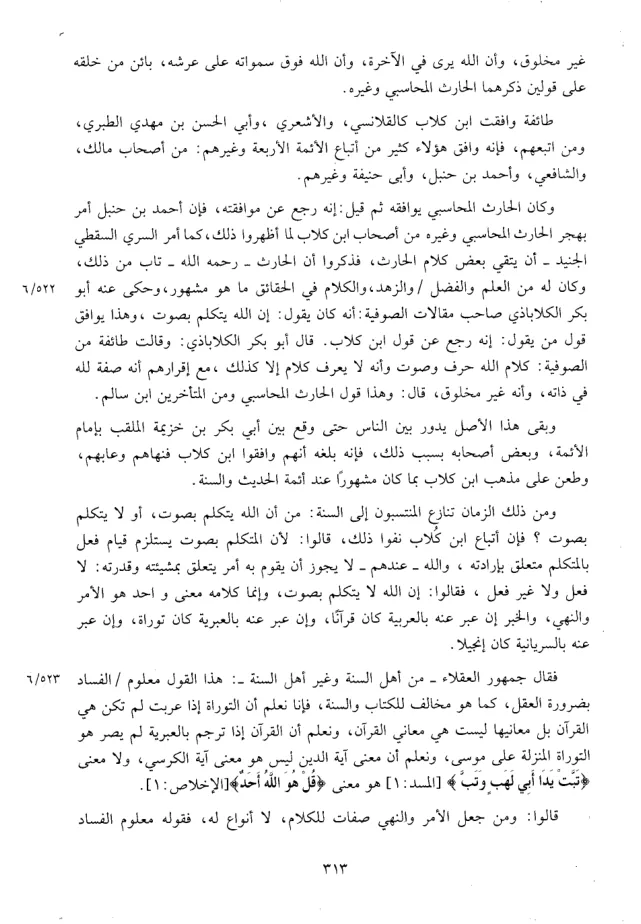 غير مخلوق، وأن الله يرى في الآخرة، وأن الله فوق سمواته على عرشه، بائن من خلقه
على قولين ذكرهما الحارث المحاسبي وغيره.
طائفة وافقت ابن كلاب كالقلانسي، والأشعري ،وأبي الحسن بن مهدي الطبري،
ومن اتبعهم، فإنه وافق هؤلاء كثير من أتباع الأئمة الأربعة وغيرهم: من أصحاب مالك،
والشافعي، وأحمد بن حنبل، وأبى حنيفة وغيرهم.
وكان الحارث المحاسبي يوافقه ثم قيل:إنه رجع عن موافقته، فإن أحمد بن حنبل أمر
بهجر الحارث المحاسبي وغيره من أصحاب ابن كلاب لما أظهروا ذلك،كما أمر السري السقطي
الجنيد ـ أن يتقي بعض كلام الحارث، فذكروا أن الحارث ـ رحمه الله ـ تاب من ذلك،
وكان له من العلم والفضل /والزهد،والكلام في الحقائق ما هو مشهور،وحكى عنه أبو ٦/٥٢٢
بكر الكلاباذي صاحب مقالات الصوفية:أنه كان يقول: إن الله يتكلم بصوت ،وهذا يوافق
قول من يقول: إنه رجع عن قول ابن كلاب. قال أبو بكر الكلاباذي: وقالت طائفة من
الصوفية: كلام الله حرف وصوت وأنه لا يعرف كلام إلا كذلك ،مع إقرارهم أنه صفة لله
في ذاته، وأنه غير مخلوق، قال: وهذا قول الحارث المحاسبي ومن المتأخرين ابن سالم.
وبقى هذا الأصل يدور بين الناس حتى وقع بين أبي بكر بن خزيمة الملقب بإمام
الأئمة، وبعض أصحابه بسبب ذلك، فإنه بلغه أنهم وافقوا ابن كلاب فنهاهم وعابهم،
وطعن على مذهب ابن كلاب بما كان مشهورًا عند أئمة الحديث والسنة.
ومن ذلك الزمان تنازع المنتسبون إلى السنة: من أن الله يتكلم بصوت، أو لا يتكلم
بصوت ؟ فإن أتباع ابن كُلاب نفوا ذلك، قالوا: لأن المتكلم بصوت يستلزم قيام فعل
بالمتكلم متعلق بإرادته ، والله ـ عندهم ـ لا يجوز أن يقوم به أمر يتعلق بمشيئته وقدرته: لا
فعل ولا غير فعل ، فقالوا: إن الله لا يتكلم بصوت، وإنما كلامه معنى و احد هو الأمر
والنهي، والخبر إن عبر عنه بالعربية كان قرآنًا، وإن عبر عنه بالعبرية كان توراة، وإن عبر
عنه بالسريانية كان إنجيلا.
فقال جمهور العقلاء ـ من أهل السنة وغير أهل السنة ـ: هذا القول معلوم /الفساد ٦/٥٢٣
بضرورة العقل، كما هو مخالف للكتاب والسنة، فإنا نعلم أن التوراة إذا عربت لم تكن هي
القرآن بل معانيها ليست هي معاني القرآن، ونعلم أن القرآن إذا ترجم بالعبرية لم يصر هو
التوراة المنزلة على موسى، ونعلم أن معنى آية الدين ليس هو معنى آية الكرسي، ولا معنى
﴿تَبَّتْ يَدَا أَبِي لَهَبٍ وَتَبَّ﴾ [المسد:١] هو معنى ﴿قُلْ هُوَ اللَّهُ أَحَدٌ﴾[الإخلاص:١].
قالوا: ومن جعل الأمر والنهي صفات للكلام، لا أنواع له، فقوله معلوم الفساد
٣١٣